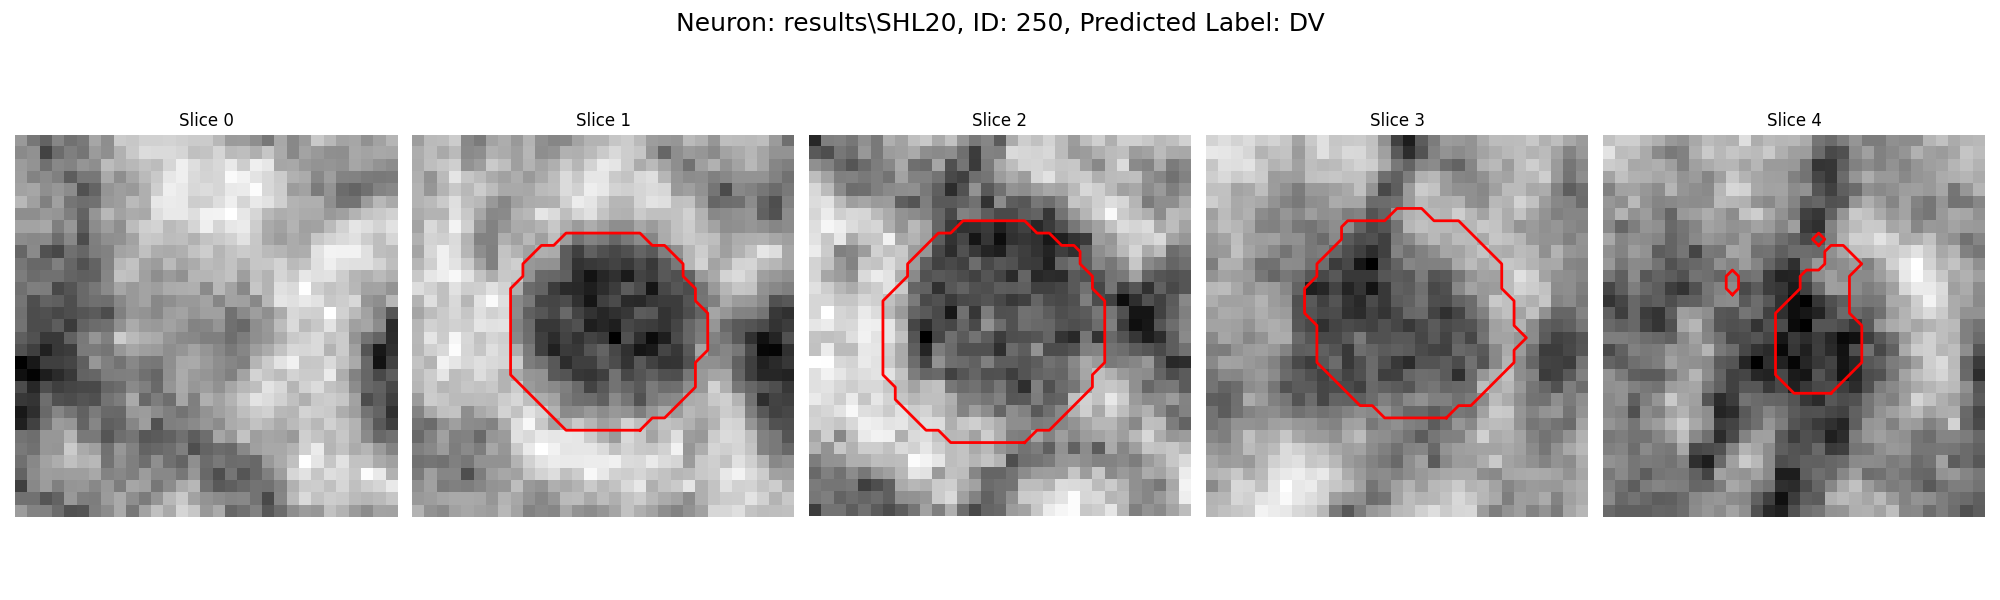 Neuron: results\SHL20, ID: 250, Predicted Label: DV
Slice 0
Slice 1
Slice 2
Slice 3
Slice 4